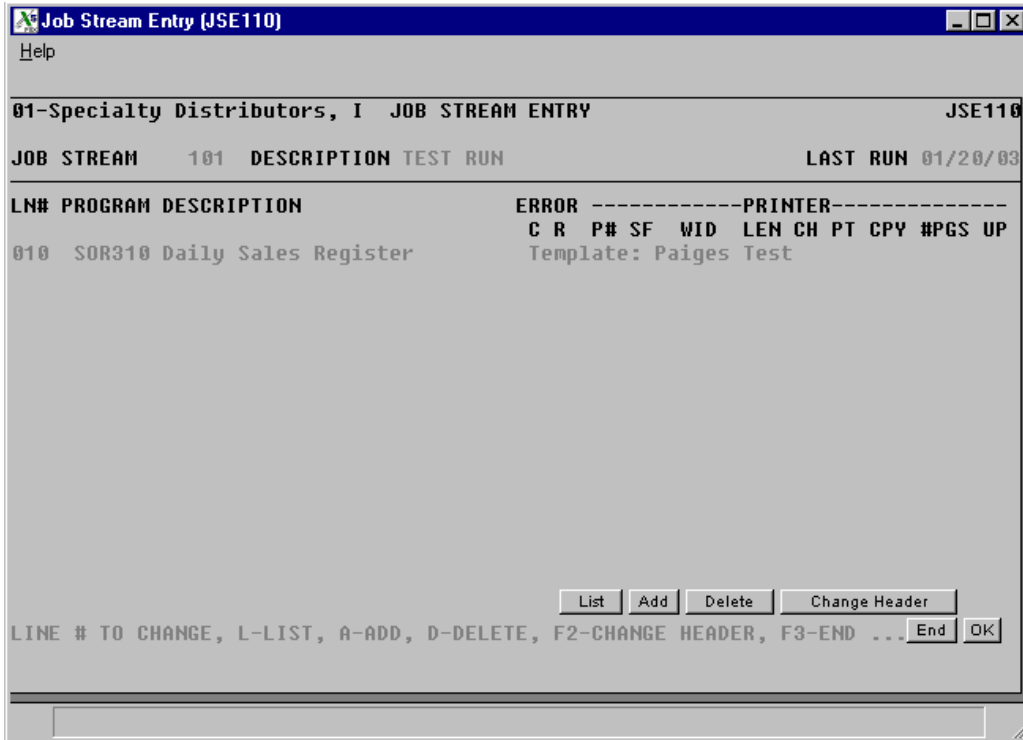 Job Stream Entry (JSE110)
Help
01-Specialty Distributors, I JOB STREAM ENTRY JSE110
JOB STREAM 101 DESCRIPTION TEST RUN LAST RUN 01/20/03
LN# PROGRAM DESCRIPTION ERROR ------------PRINTER--------------
C R P# SF WID LEN CH PT CPY #PGS UP
010 SOR310 Daily Sales Register Template: Paiges Test
List Add Delete Change Header
LINE # TO CHANGE, L-LIST, A-ADD, D-DELETE, F2-CHANGE HEADER, F3-END ... End OK